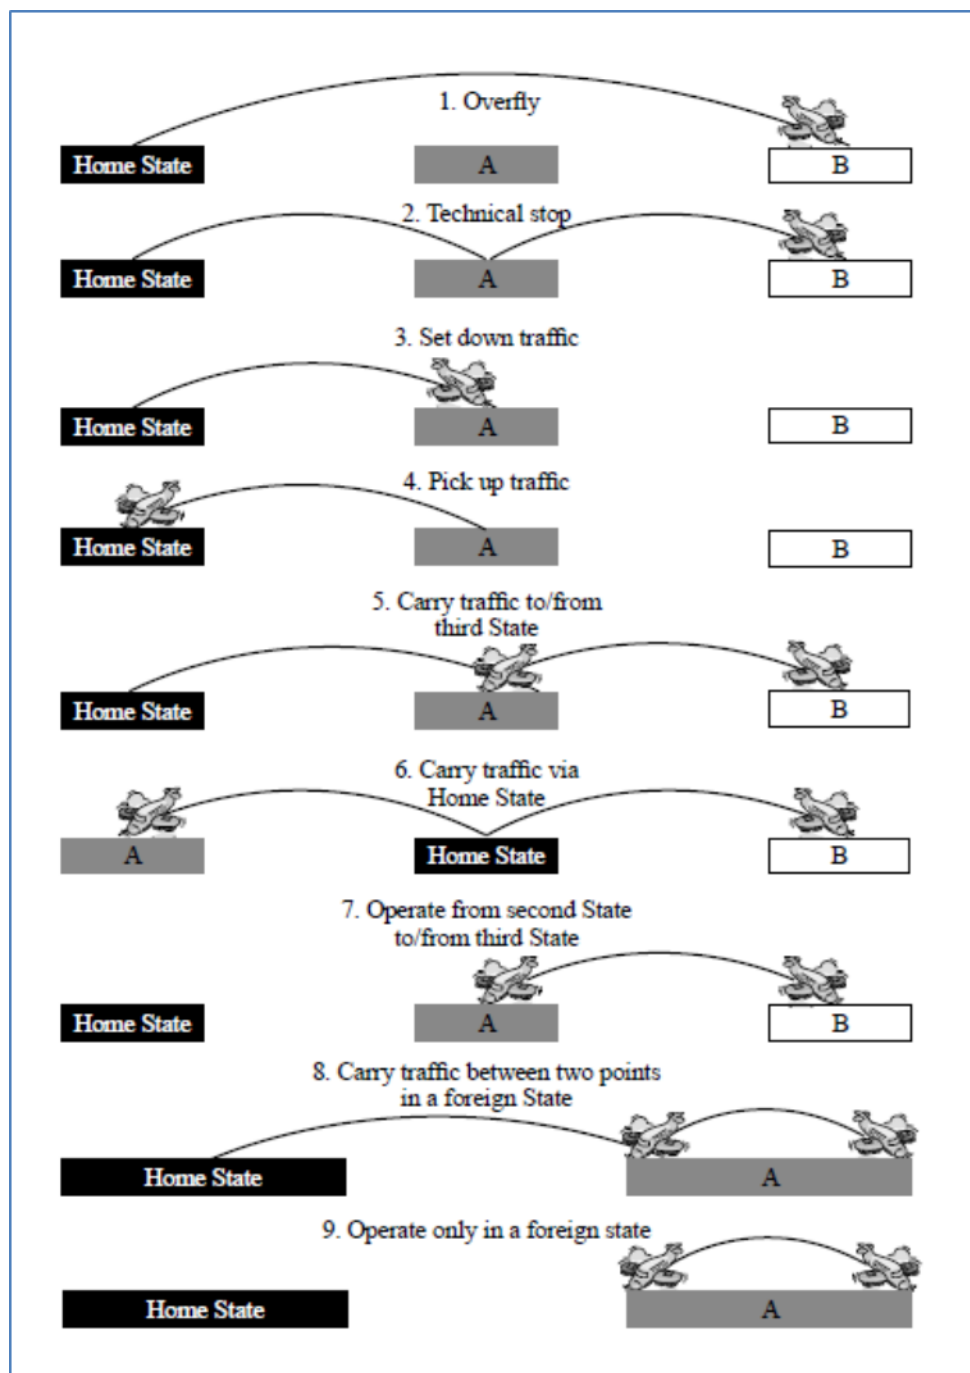 1. Overfly
Home State
A
B
2. Technical stop
Home State
A
B
3. Set down traffic
Home State
A
B
4. Pick up traffic
Home State
A
B
5. Carry traffic to/from
third State
Home State
A
B
6. Carry traffic via
Home State
A
Home State
B
7. Operate from second State
to/from third State
Home State
A
B
8. Carry traffic between two points
in a foreign State
Home State
A
9. Operate only in a foreign state
Home State
A